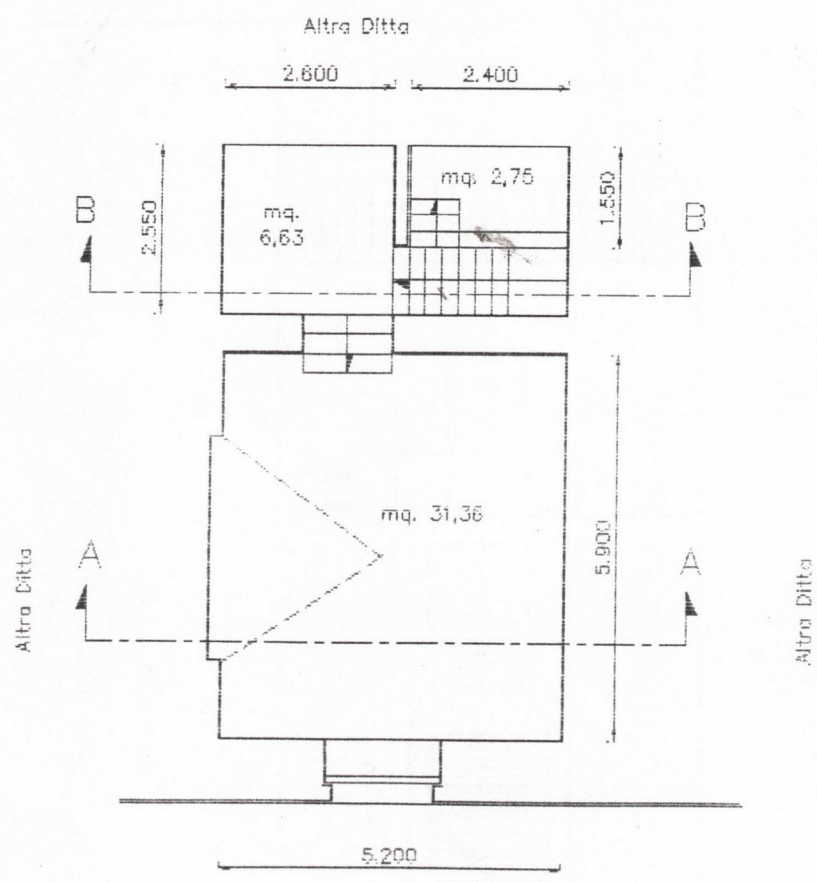 Altra Ditta
2.600 2.400
B
2.550
mq.
6,63
mq. 2,75
1.550
B
mq. 31,36
5.900
A
A
Altra Ditta
Altra Ditta
5.200